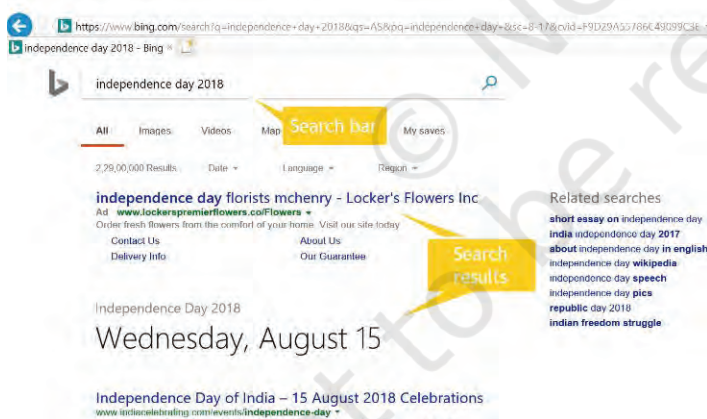 https://www.bing.com/search?q=independence+day+2018&qs=AS&pq=independence+day+&sc=8-17&cvid=F9D29A55786C49099C3E
independence day 2018 - Bing ×
independence day 2018
Search bar
All Images Videos Map My saves
2,29,00,000 Results Date Language Region
independence day florists mchenry - Locker's Flowers Inc
Ad www.lockerspremierflowers.co/Flowers
Order fresh flowers from the comfort of your home. Visit our site today
Contact Us About Us
Delivery Info Our Guarantee
Search
results
Independence Day 2018
Wednesday, August 15
Independence Day of India – 15 August 2018 Celebrations
www.indiacelebrating.com/events/independence-day
Related searches
short essay on independence day
india independence day 2017
about independence day in english
independence day wikipedia
independence day speech
independence day pics
republic day 2018
indian freedom struggle
© N
re
t to be r